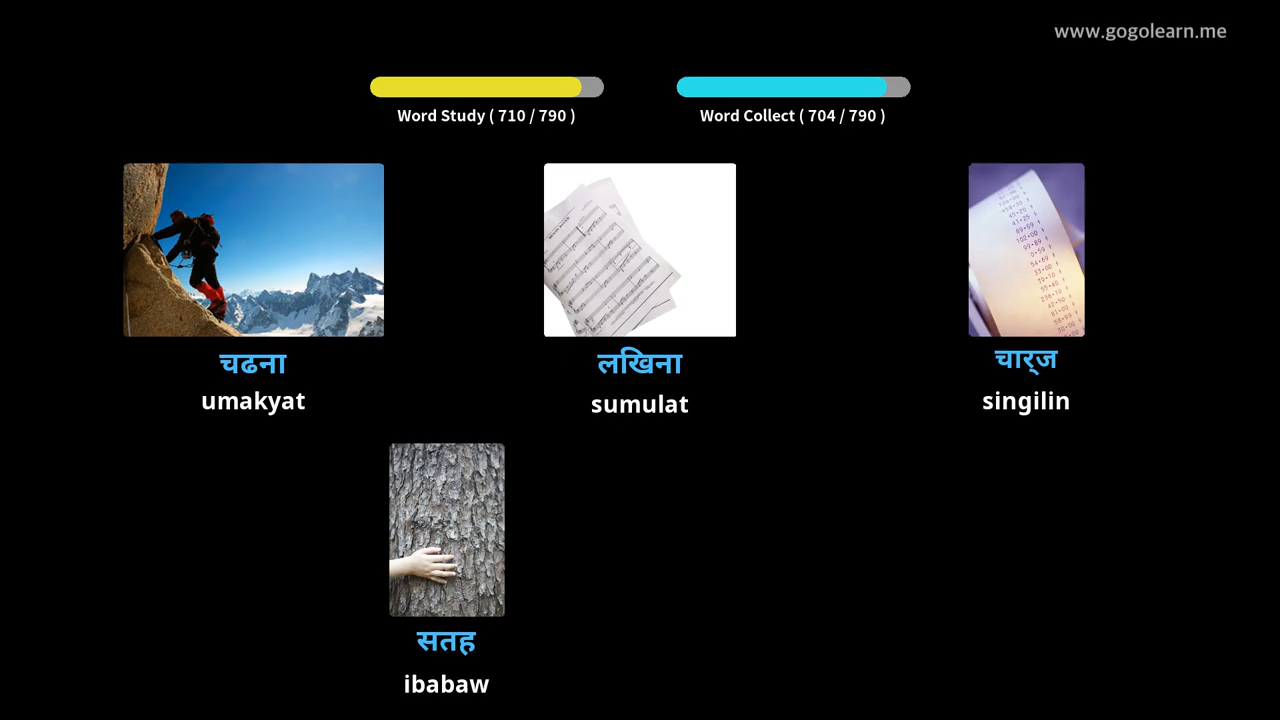 www.gogolearn.me
Word Study ( 710 / 790 )
Word Collect ( 704 / 790 )
चढना
लखिना
चार्ज
umakyat
sumulat
singilin
सतह
ibabaw